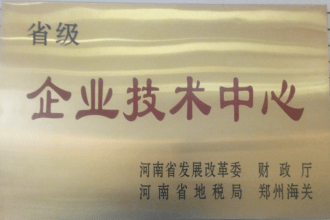 省级
企业技术中心
河南省发展改革委 财政厅
河南省地税局 郑州海关